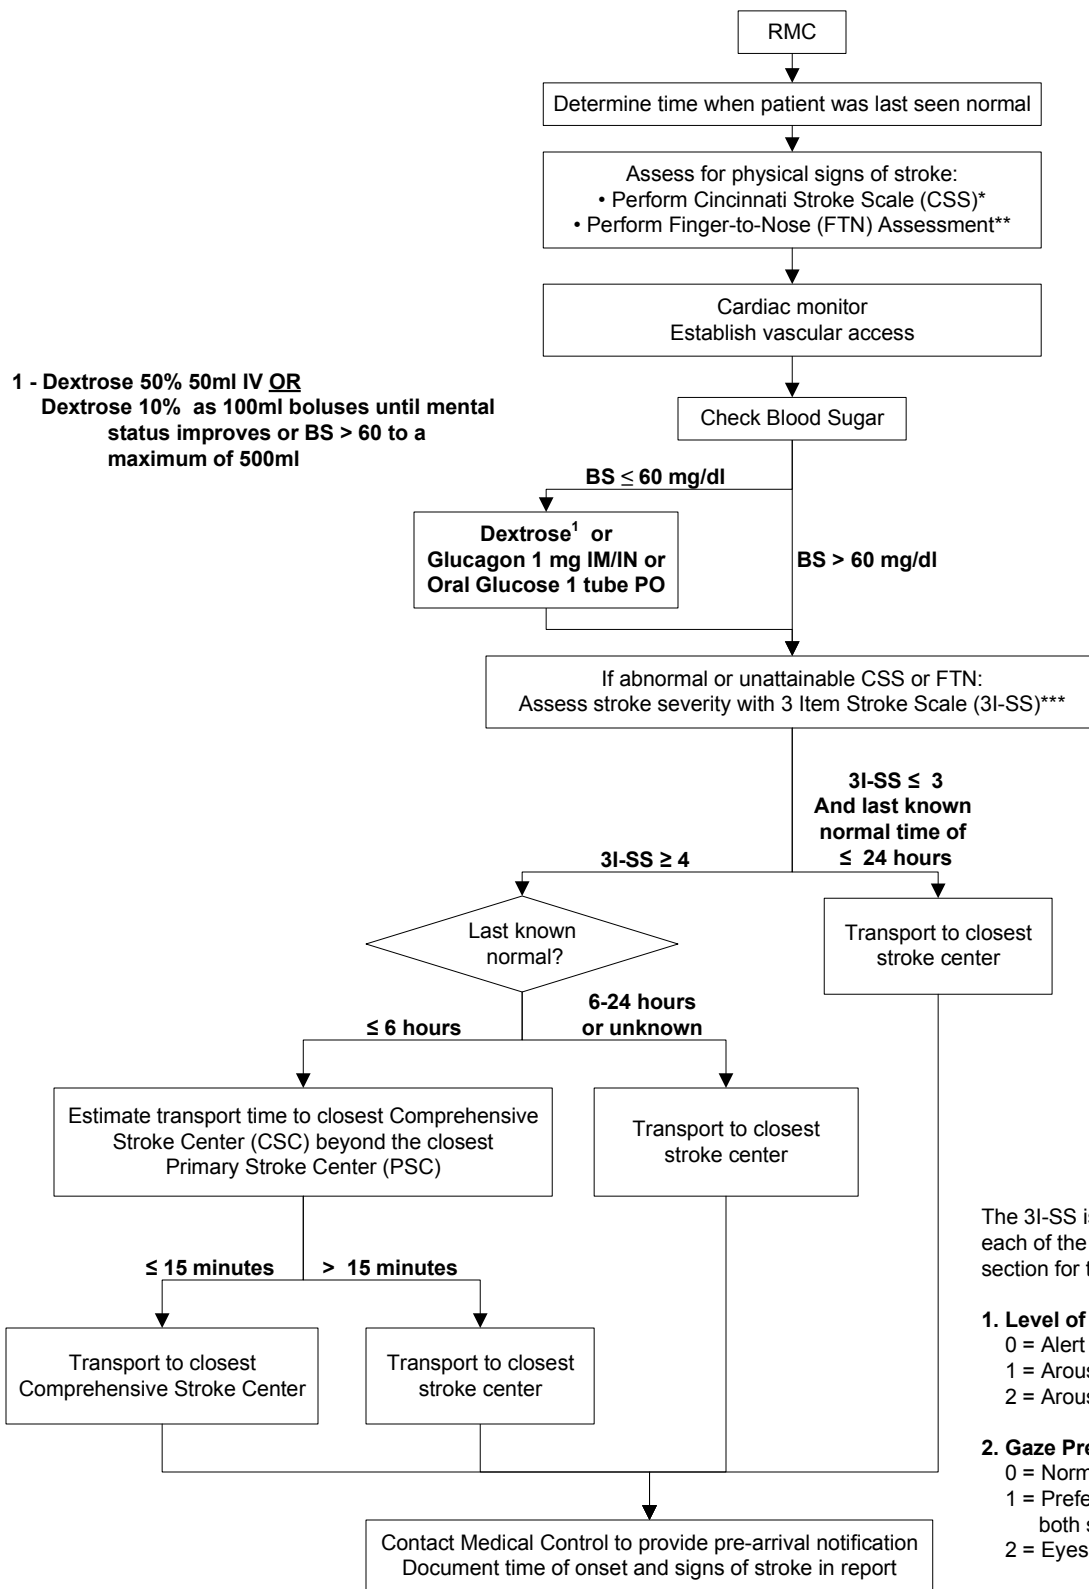 RMC
Determine time when patient was last seen normal
Assess for physical signs of stroke:
• Perform Cincinnati Stroke Scale (CSS)*
• Perform Finger-to-Nose (FTN) Assessment**
Cardiac monitor
Establish vascular access
1 - Dextrose 50% 50ml IV OR
Dextrose 10% as 100ml boluses until mental
status improves or BS > 60 to a
maximum of 500ml
Check Blood Sugar
BS ≤ 60 mg/dl
Dextrose¹ or
Glucagon 1 mg IM/IN or
Oral Glucose 1 tube PO
BS > 60 mg/dl
If abnormal or unattainable CSS or FTN:
Assess stroke severity with 3 Item Stroke Scale (3I-SS)***
3I-SS ≤ 3
And last known
normal time of
≤ 24 hours
3I-SS ≥ 4
Last known
normal?
Transport to closest
stroke center
≤ 6 hours
6-24 hours
or unknown
Estimate transport time to closest Comprehensive
Stroke Center (CSC) beyond the closest
Primary Stroke Center (PSC)
Transport to closest
stroke center
≤ 15 minutes
> 15 minutes
Transport to closest
Comprehensive Stroke Center
Transport to closest
stroke center
Contact Medical Control to provide pre-arrival notification
Document time of onset and signs of stroke in report
The 3I-SS
each of the
section for
1. Level of
0 = Alert
1 =
2 =
2. Gaze
0 =
1 =
both
2 = Eyes